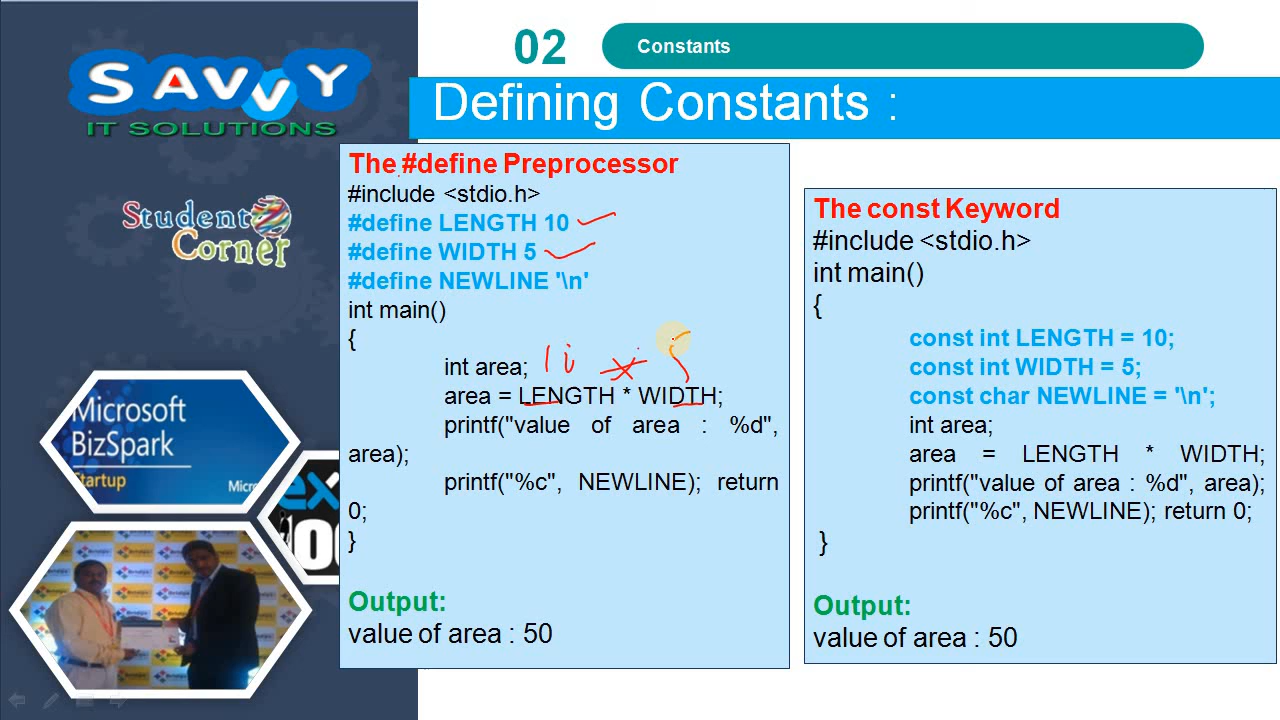 SAVVY
IT SOLUTIONS
Student
Corner
Microsoft
BizSpark
Startup
Micro
02
Constants
Defining Constants :
The #define Preprocessor
#include <stdio.h>
#define LENGTH 10
#define WIDTH 5
#define NEWLINE '\n'
int main()
{
int area; 10 * 5
area = LENGTH * WIDTH;
printf("value of area : %d",
area);
printf("%c", NEWLINE); return
0;
}
Output:
value of area : 50
The const Keyword
#include <stdio.h>
int main()
{
const int LENGTH = 10;
const int WIDTH = 5;
const char NEWLINE = '\n';
int area;
area = LENGTH * WIDTH;
printf("value of area : %d", area);
printf("%c", NEWLINE); return 0;
}
Output:
value of area : 50